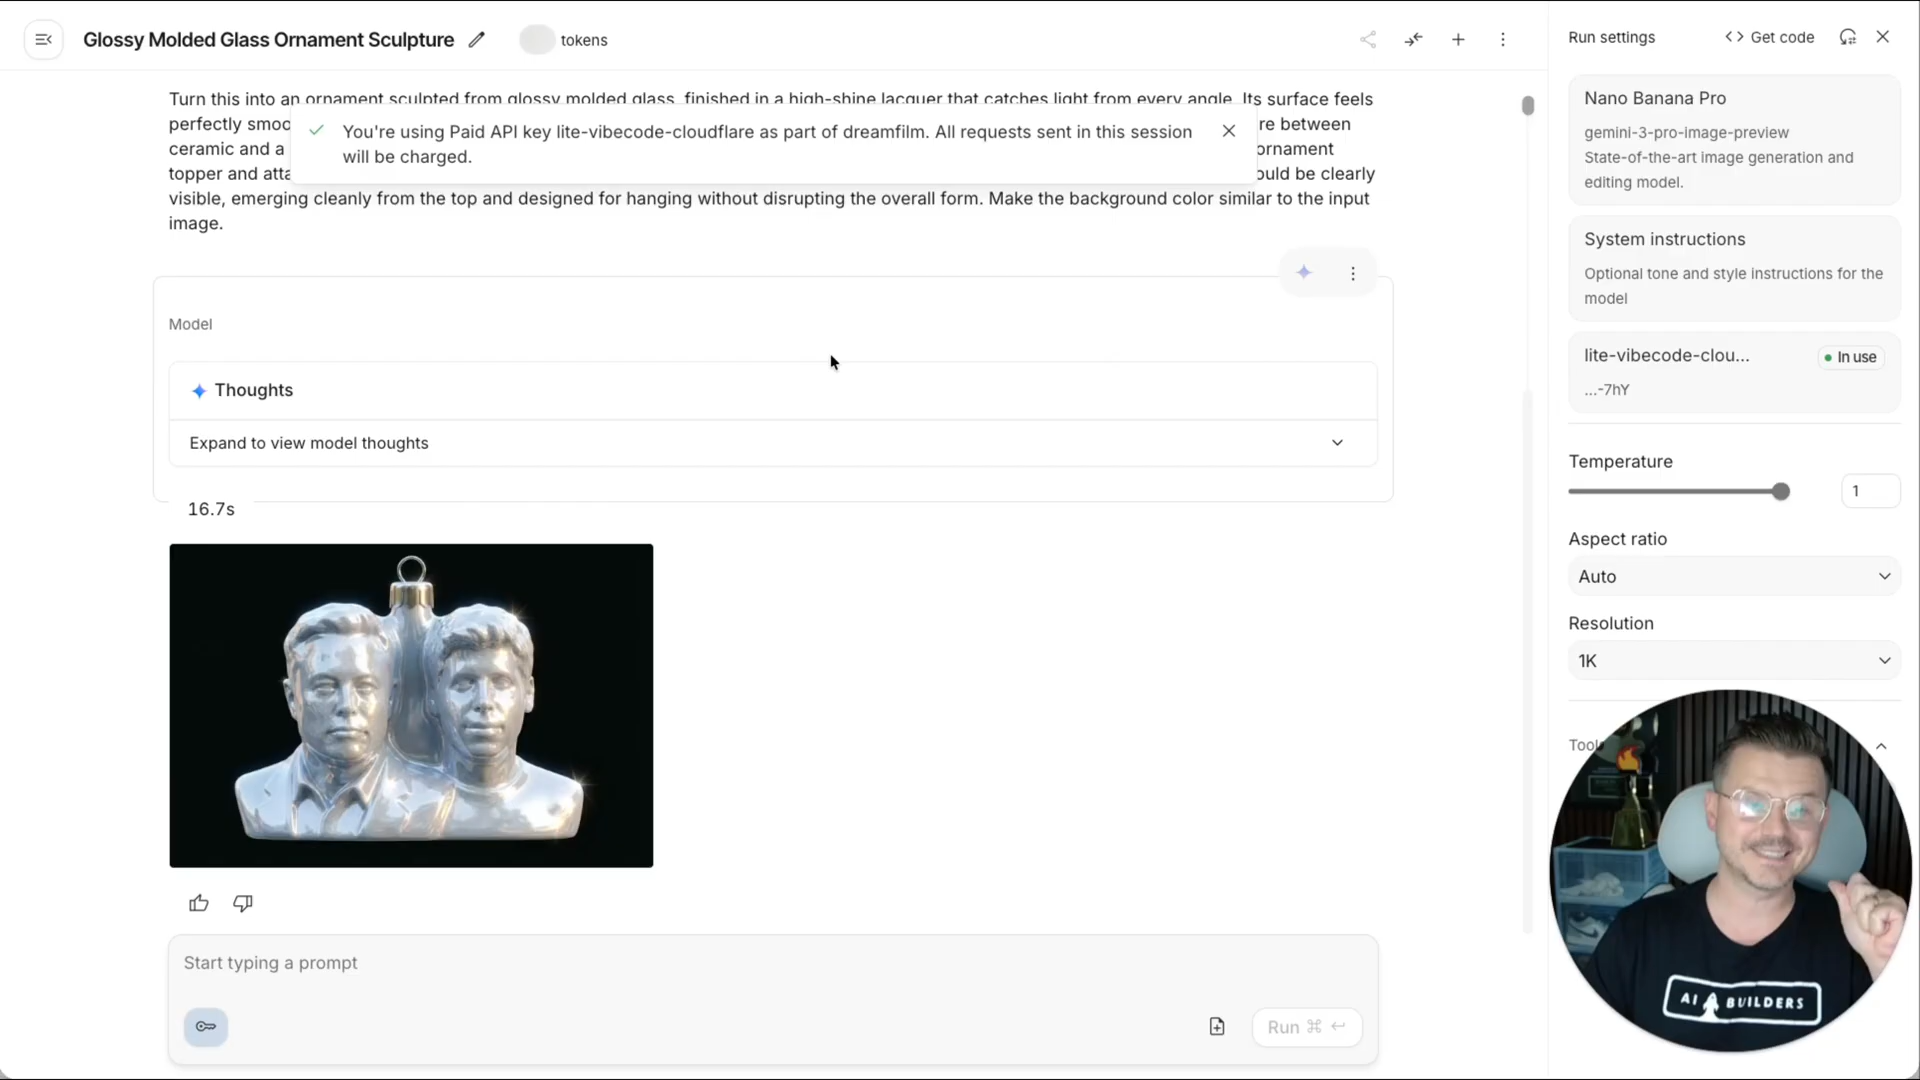 Glossy Molded Glass Ornament Sculpture
tokens
Run settings
Get code
Turn this into an ornament sculpted from glossy molded glass, finished in a high-shine lacquer that catches light from every angle. Its surface feels
perfectly smoo
re between
ceramic and a
ornament
topper and atta
ould be clearly
visible, emerging cleanly from the top and designed for hanging without disrupting the overall form. Make the background color similar to the input
image.
You're using Paid API key lite-vibecode-cloudflare as part of dreamfilm. All requests sent in this session
will be charged.
Model
Thoughts
Expand to view model thoughts
16.7s
Start typing a prompt
Run ⌘ ↩
Nano Banana Pro
gemini-3-pro-image-preview
State-of-the-art image generation and
editing model.
System instructions
Optional tone and style instructions for the
model
lite-vibecode-clou...
In use
...-7hY
Temperature
1
Aspect ratio
Auto
Resolution
1K
Tool
AI BUILDERS